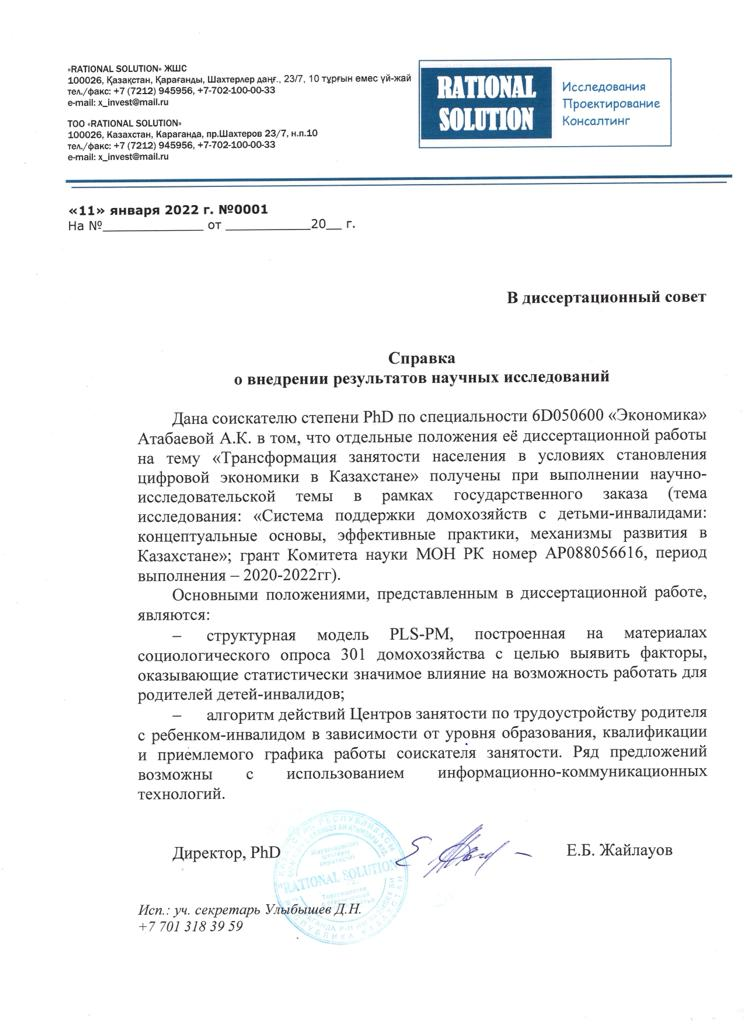 «RATIONAL SOLUTION» ЖШС
100026, Қазақстан, Қарағанды, Шахтерлер даңғ., 23/7, 10 тұрғын емес үй-жай
тел./факс: +7 (7212) 945956, +7-702-100-00-33
e-mail: x_invest@mail.ru
ТОО «RATIONAL SOLUTION»
100026, Казахстан, Караганда, пр.Шахтеров 23/7, н.п.10
тел./факс: +7 (7212) 945956, +7-702-100-00-33
e-mail: x_invest@mail.ru
RATIONAL
SOLUTION
Исследования
Проектирование
Консалтинг
«11» января 2022 г. №0001
На №_______________ от _____________20__ г.
В диссертационный совет
Справка
о внедрении результатов научных исследований
Дана соискателю степени PhD по специальности 6D050600 «Экономика»
Атабаевой А.К. в том, что отдельные положения её диссертационной работы
на тему «Трансформация занятости населения в условиях становления
цифровой экономики в Казахстане» получены при выполнении научно-
исследовательской темы в рамках государственного заказа (тема
исследования: «Система поддержки домохозяйств с детьми-инвалидами:
концептуальные основы, эффективные практики, механизмы развития в
Казахстане»; грант Комитета науки МОН РК номер АР088056616, период
выполнения – 2020-2022гг).
Основными положениями, представленным в диссертационной работе,
являются:
– структурная модель PLS-PM, построенная на материалах
социологического опроса 301 домохозяйства с целью выявить факторы,
оказывающие статистически значимое влияние на возможность работать для
родителей детей-инвалидов;
– алгоритм действий Центров занятости по трудоустройству родителя
с ребенком-инвалидом в зависимости от уровня образования, квалификации
и приемлемого графика работы соискателя занятости. Ряд предложений
возможны с использованием информационно-коммуникационных
технологий.
Директор, PhD
Е.Б. Жайлауов
"RATIONAL SOLUTION"
Исп.: уч. секретарь Улыбышев Д.Н.
+7 701 318 39 59